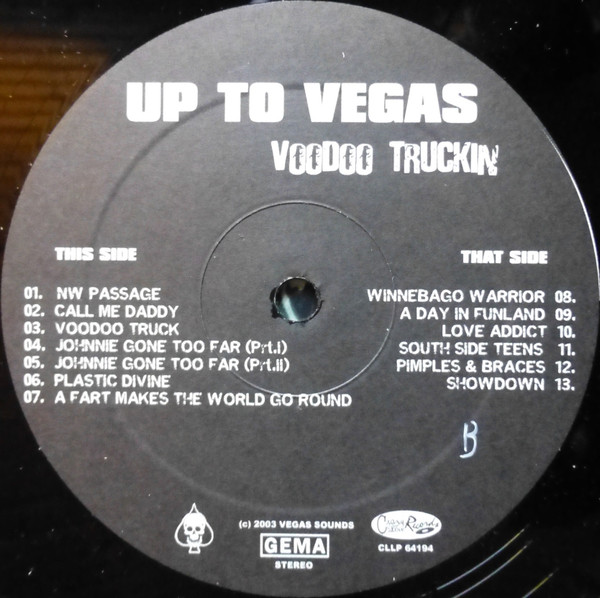 UP TO VEGAS
VOODOO TRUCKIN
THIS SIDE
01. NW PASSAGE
02. CALL ME DADDY
03. VOODOO TRUCK
04. JOHNNIE GONE TOO FAR (Prt.I)
05. JOHNNIE GONE TOO FAR (Prt.ii)
06. PLASTIC DIVINE
07. A FART MAKES THE WORLD GO ROUND
THAT SIDE
WINNEBAGO WARRIOR 08.
A DAY IN FUNLAND 09.
LOVE ADDICT 10.
SOUTH SIDE TEENS 11.
PIMPLES & BRACES 12.
SHOWDOWN 13.
B
(c) 2003 VEGAS SOUNDS
GEMA
STEREO
Crazy Love Records
CLLP 64194